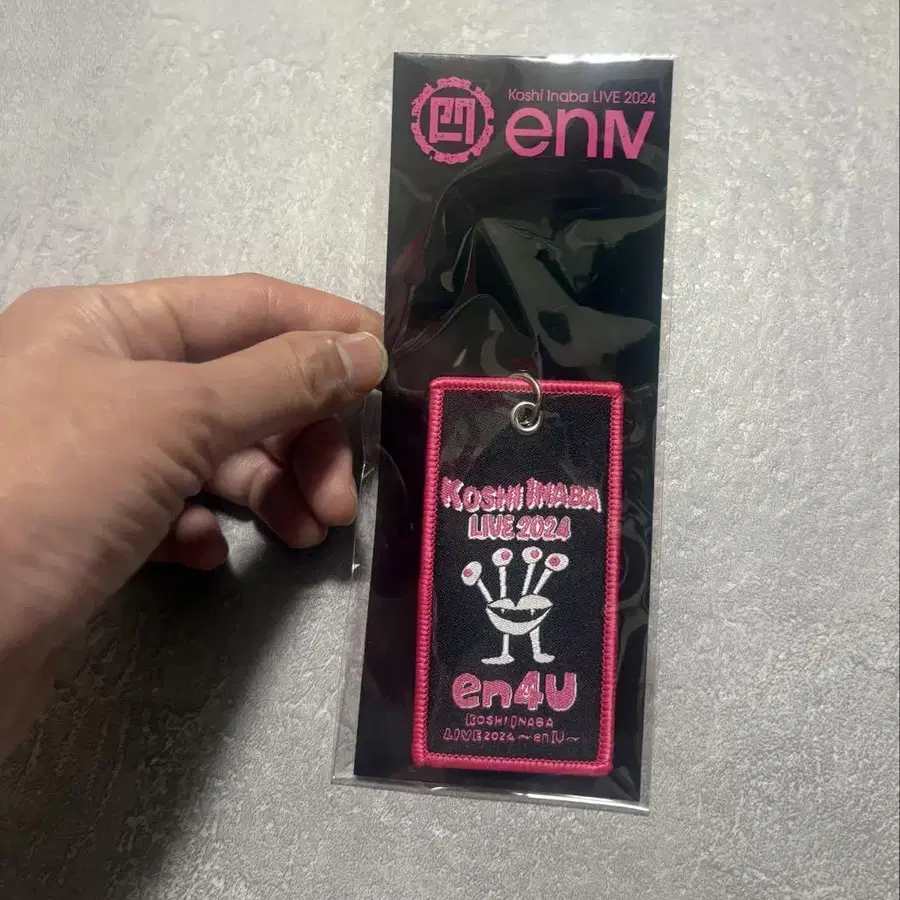 Koshi Inaba LIVE 2024
enIV
KOSHI INABA
LIVE 2024
en4U
KOSHI INABA
LIVE 2024 ~enIV~